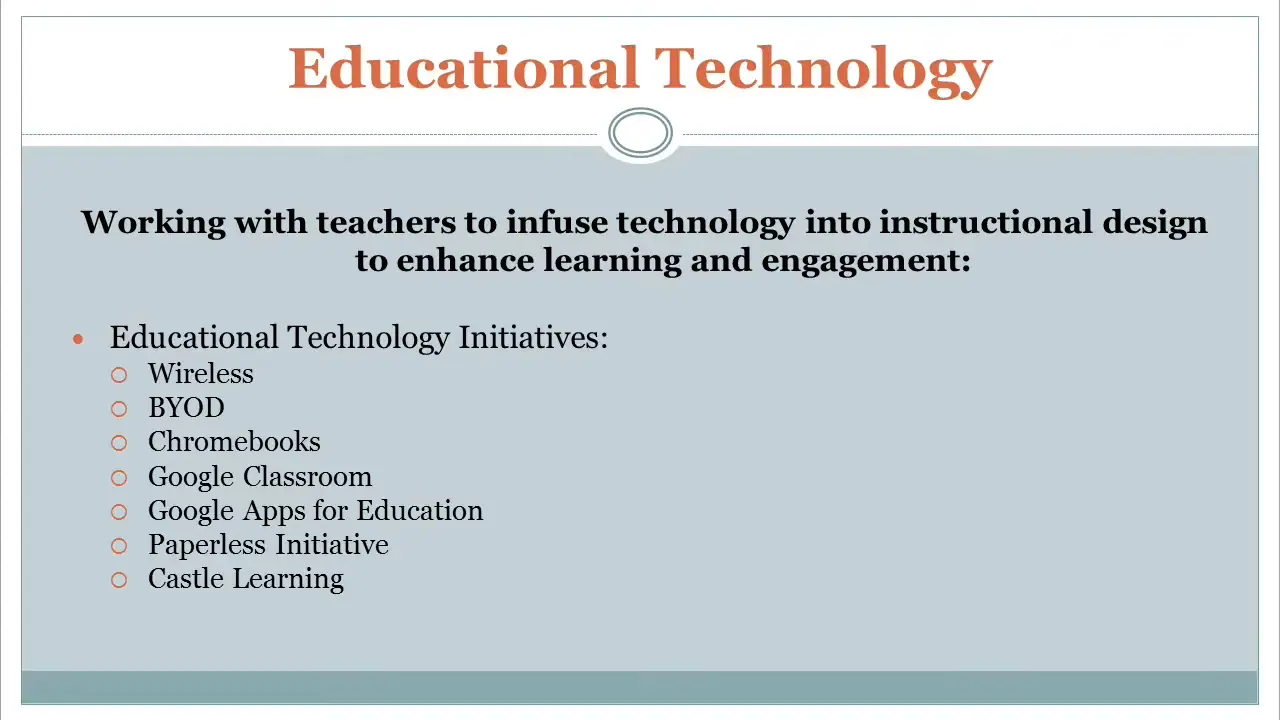 Educational Technology
Working with teachers to infuse technology into instructional design
to enhance learning and engagement:
Educational Technology Initiatives:
Wireless
BYOD
Chromebooks
Google Classroom
Google Apps for Education
Paperless Initiative
Castle Learning